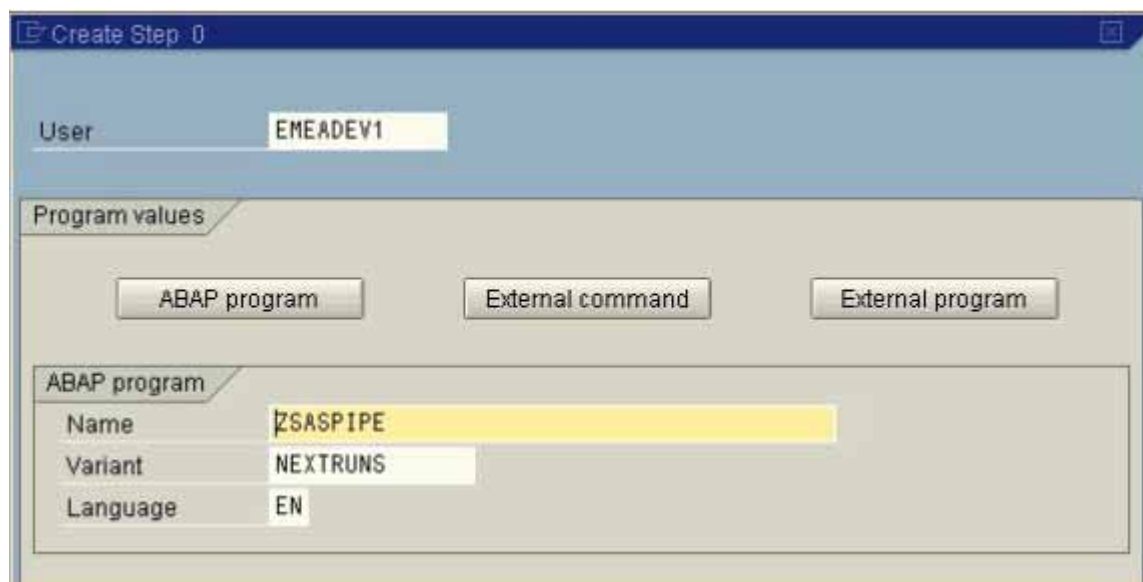 Create Step 0
User EMEADEV1
Program values
ABAP program External command External program
ABAP program
Name ZSASPIPE
Variant NEXTRUNS
Language EN